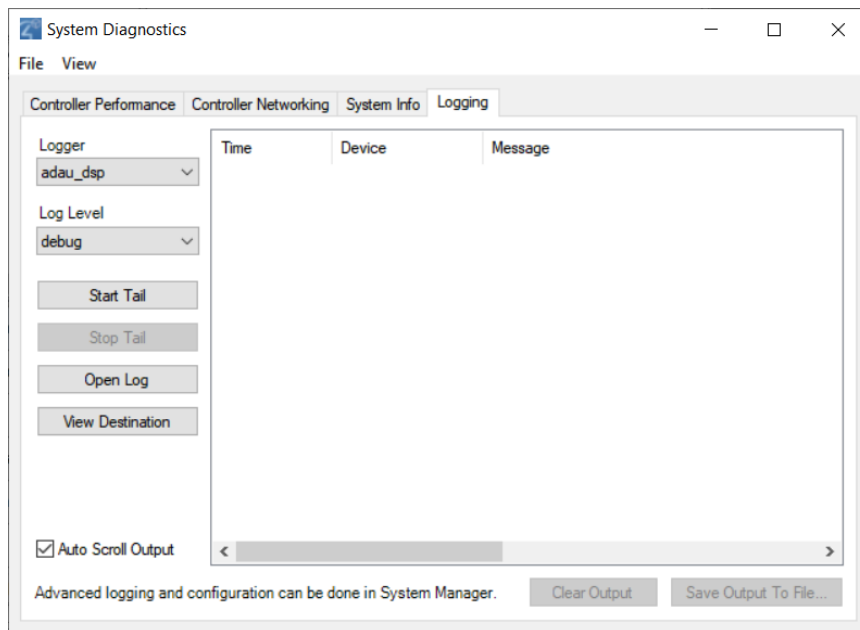 System Diagnostics
File View
Controller Performance Controller Networking System Info Logging
Logger
adau_dsp
Log Level
debug
Start Tail
Stop Tail
Open Log
View Destination
Auto Scroll Output
Time Device Message
Advanced logging and configuration can be done in System Manager.
Clear Output Save Output To File...